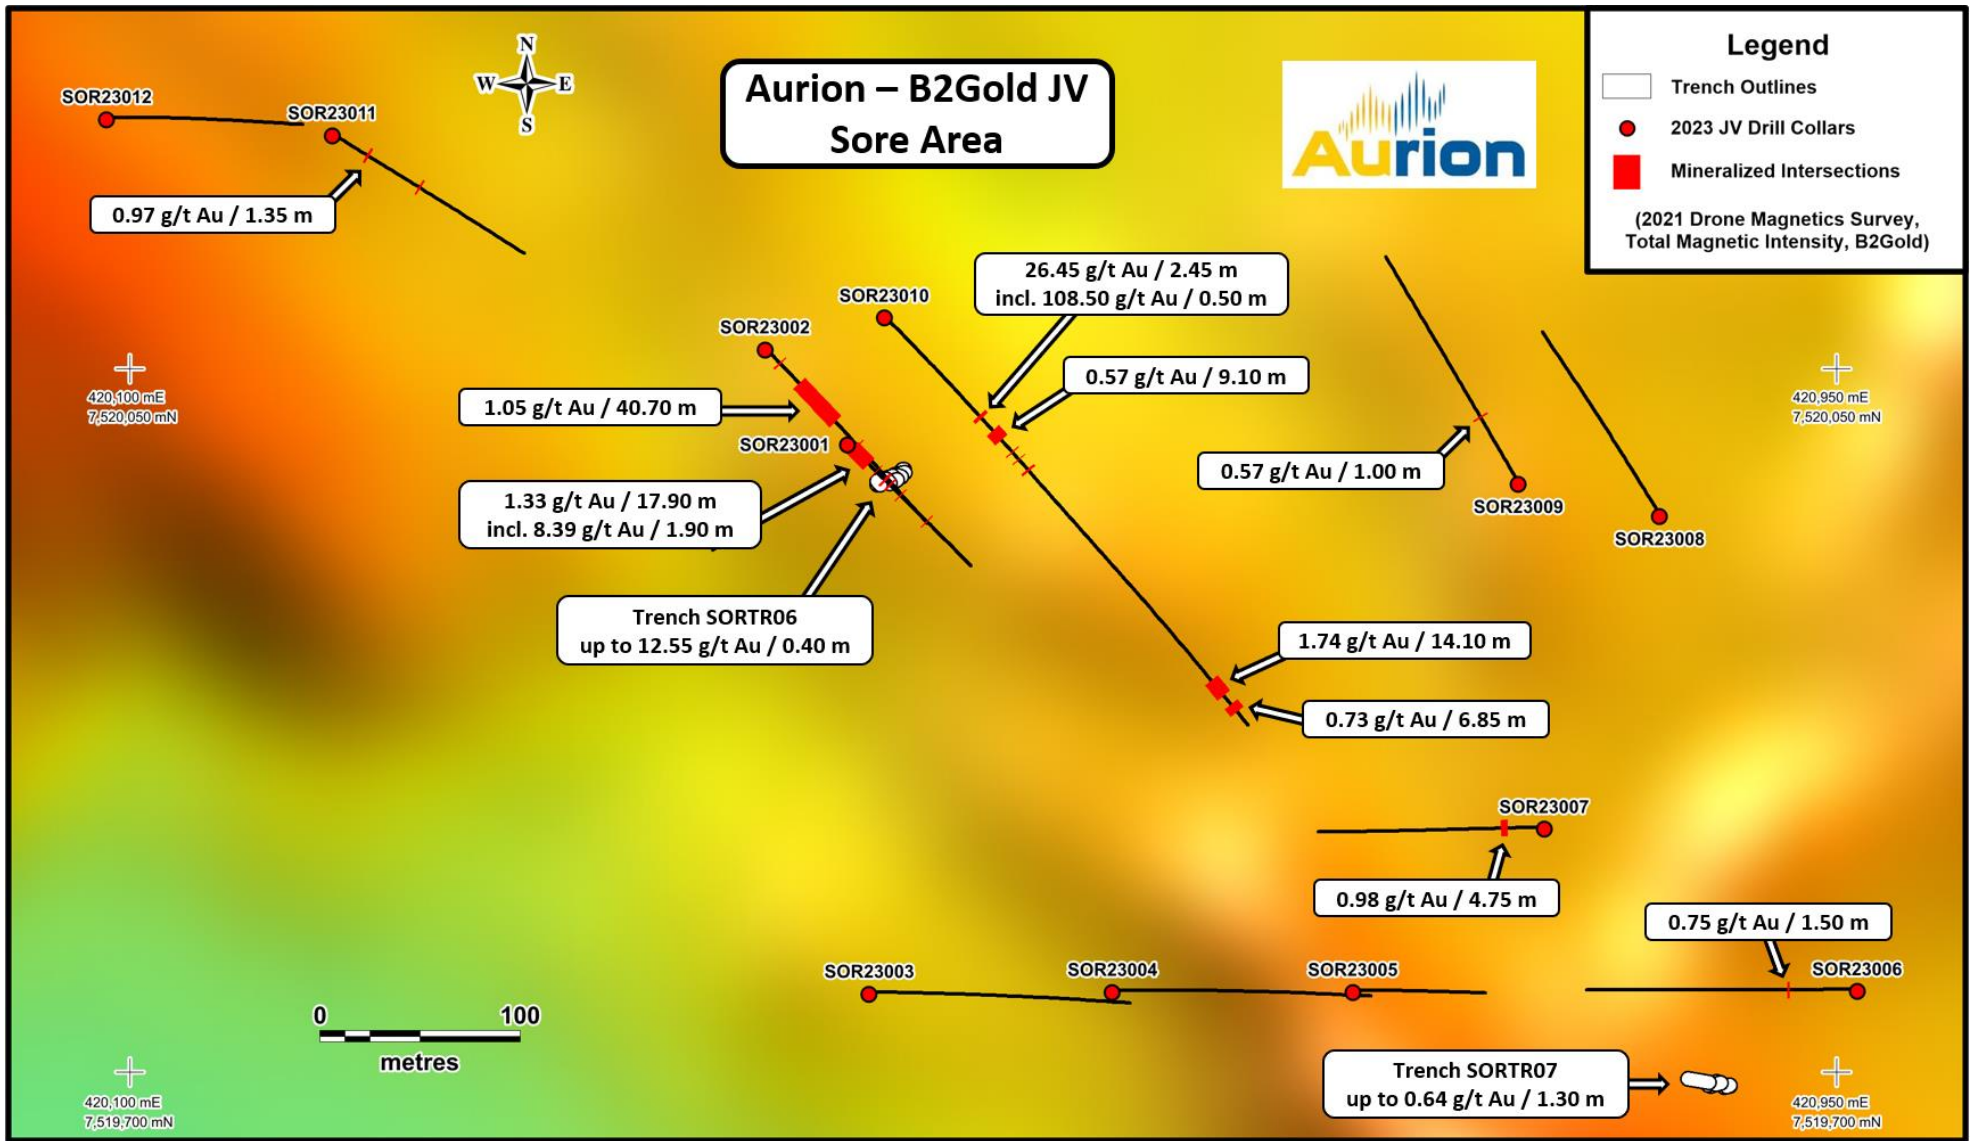 Aurion – B2Gold JV
Sore Area
N
W
E
S
Aurion
Legend
Trench Outlines
2023 JV Drill Collars
Mineralized Intersections
(2021 Drone Magnetics Survey,
Total Magnetic Intensity, B2Gold)
SOR23012
SOR23011
0.97 g/t Au / 1.35 m
26.45 g/t Au / 2.45 m
incl. 108.50 g/t Au / 0.50 m
SOR23010
SOR23002
0.57 g/t Au / 9.10 m
420,100 mE
7,520,050 mN
420,950 mE
7,520,050 mN
1.05 g/t Au / 40.70 m
SOR23001
0.57 g/t Au / 1.00 m
SOR23009
SOR23008
1.33 g/t Au / 17.90 m
incl. 8.39 g/t Au / 1.90 m
Trench SORTR06
up to 12.55 g/t Au / 0.40 m
1.74 g/t Au / 14.10 m
0.73 g/t Au / 6.85 m
SOR23007
0.98 g/t Au / 4.75 m
0.75 g/t Au / 1.50 m
SOR23003
SOR23004
SOR23005
SOR23006
0
100
metres
Trench SORTR07
up to 0.64 g/t Au / 1.30 m
420,100 mE
7,519,700 mN
420,950 mE
7,519,700 mN